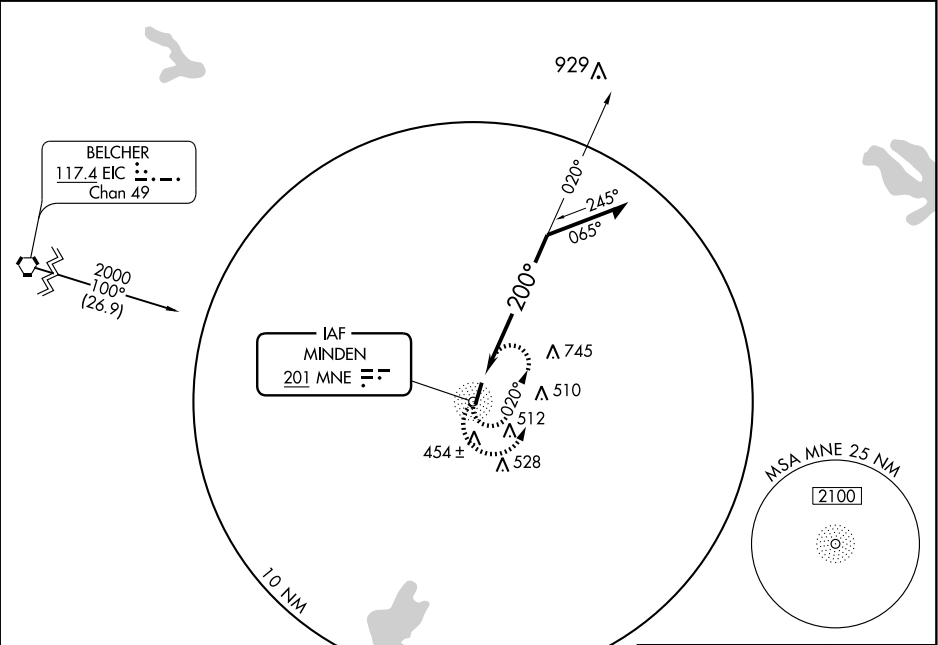 929
BELCHER
117.4 EIC
Chan 49
020°
245°
065°
2000
100°
(26.9)
200°
IAF
MINDEN
201 MNE
745
510
020°
512
454 ±
528
MSA MNE 25 NM
2100
10 NM